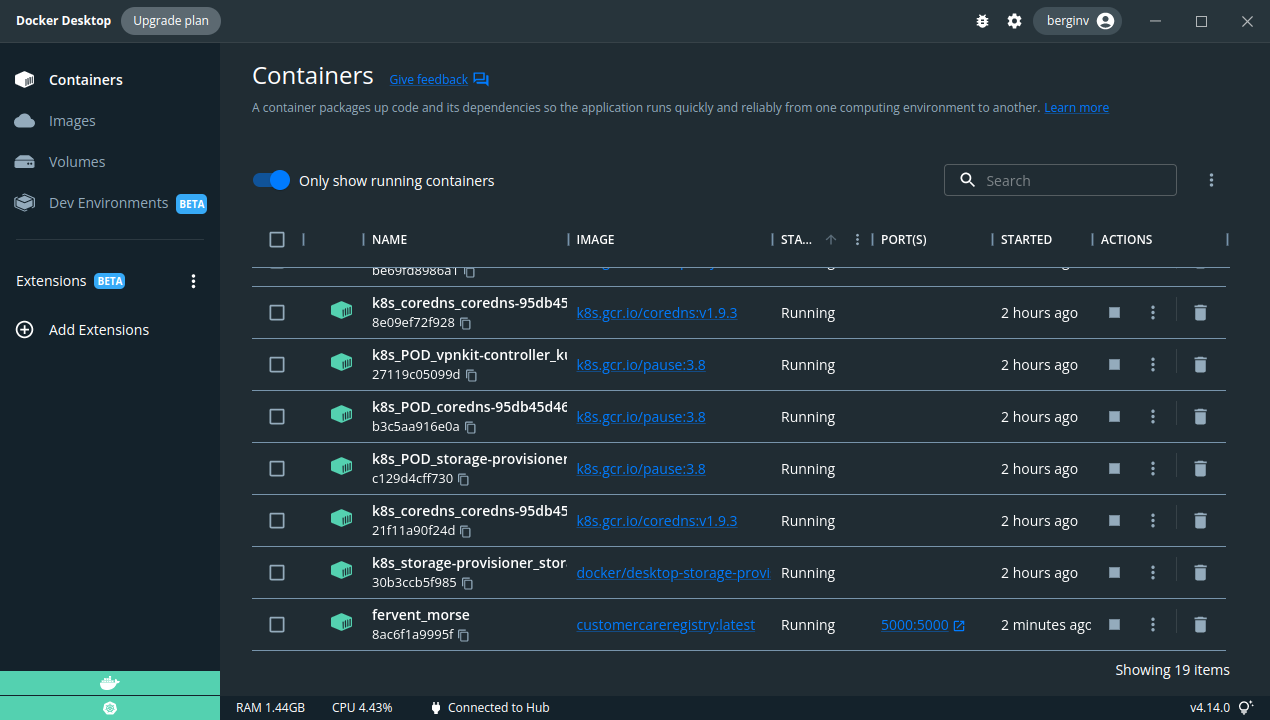 Docker Desktop Upgrade plan berginv
Containers
Images
Volumes
Dev Environments BETA
Extensions BETA
Add Extensions
Containers Give feedback
A container packages up code and its dependencies so the application runs quickly and reliably from one computing environment to another. Learn more
Only show running containers Search
NAME IMAGE STA... PORT(S) STARTED ACTIONS
be69fd8986a1
k8s_coredns_coredns-95db45 k8s.gcr.io/coredns:v1.9.3 Running 2 hours ago
8e09ef72f928
k8s_POD_vpnkit-controller_ku k8s.gcr.io/pause:3.8 Running 2 hours ago
27119c05099d
k8s_POD_coredns-95db45d46 k8s.gcr.io/pause:3.8 Running 2 hours ago
b3c5aa916e0a
k8s_POD_storage-provisioner k8s.gcr.io/pause:3.8 Running 2 hours ago
c129d4cff730
k8s_coredns_coredns-95db45 k8s.gcr.io/coredns:v1.9.3 Running 2 hours ago
21f11a90f24d
k8s_storage-provisioner_stor docker/desktop-storage-provi Running 2 hours ago
30b3ccb5f985
fervent_morse customercareregistry:latest Running 5000:5000 2 minutes ago
8ac6f1a9995f
Showing 19 items
RAM 1.44GB CPU 4.43% Connected to Hub v4.14.0